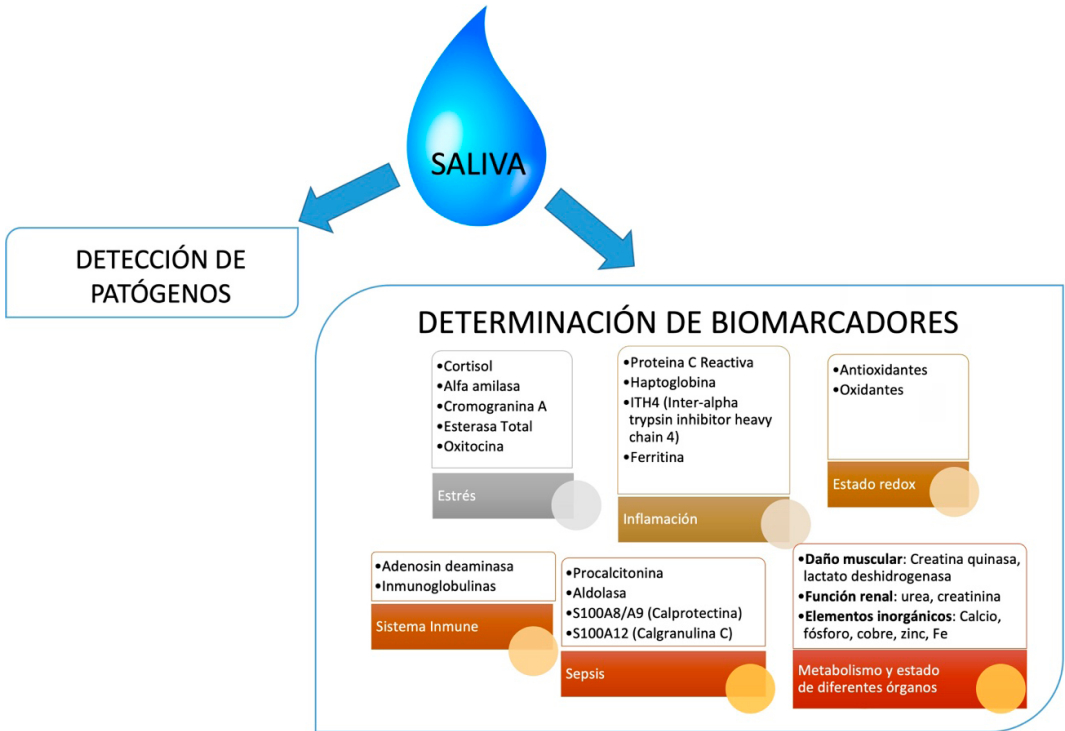 SALIVA
DETECCIÓN DE
PATÓGENOS
DETERMINACIÓN DE BIOMARCADORES
•Cortisol
•Alfa amilasa
•Cromogranina A
•Esterasa Total
•Oxitocina
Estrés
•Proteina C Reactiva
•Haptoglobina
•ITH4 (Inter-alpha
trypsin inhibitor heavy
chain 4)
•Ferritina
Inflamación
•Antioxidantes
•Oxidantes
Estado redox
•Adenosin deaminasa
•Inmunoglobulinas
Sistema Inmune
•Procalcitonina
•Aldolasa
•S100A8/A9 (Calprotectina)
•S100A12 (Calgranulina C)
Sepsis
•Daño muscular: Creatina quinasa,
lactato deshidrogenasa
•Función renal: urea, creatinina
•Elementos inorgánicos: Calcio,
fósforo, cobre, zinc, Fe
Metabolismo y estado
de diferentes órganos